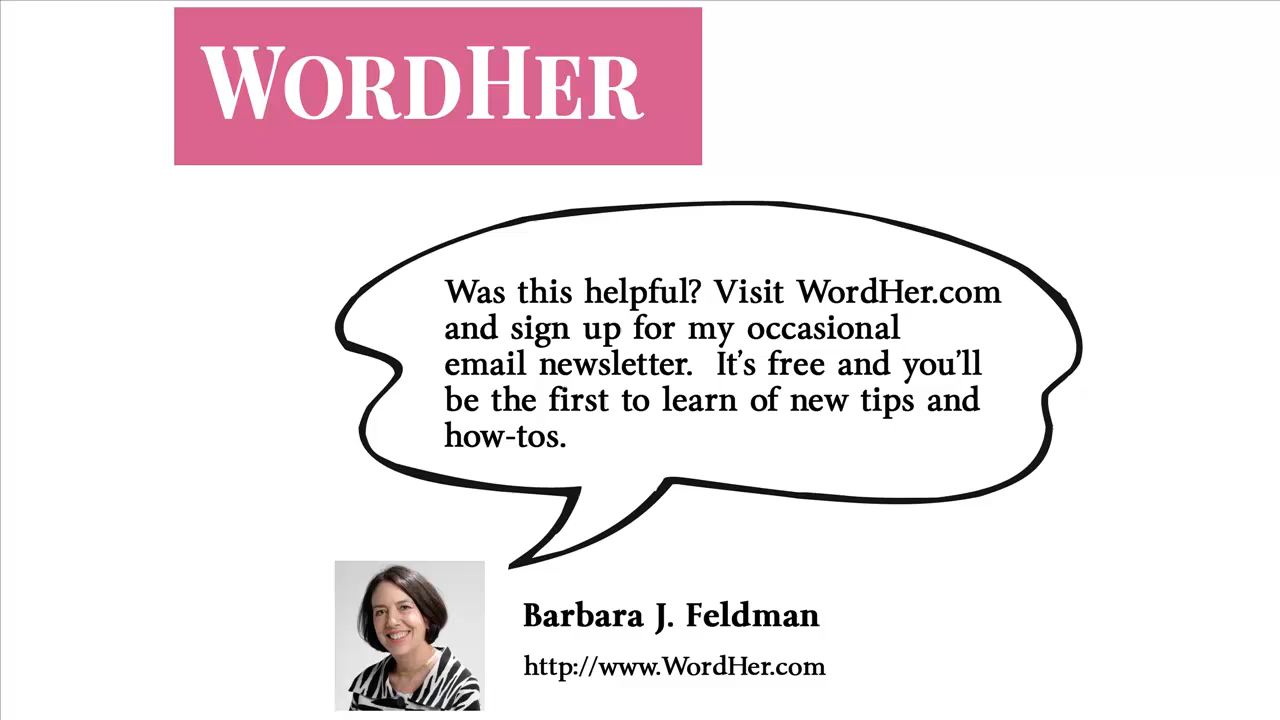 WORDHER
Was this helpful? Visit WordHer.com
and sign up for my occasional
email newsletter.  It's free and you'll
be the first to learn of new tips and
how-tos.
Barbara J. Feldman
http://www.WordHer.com